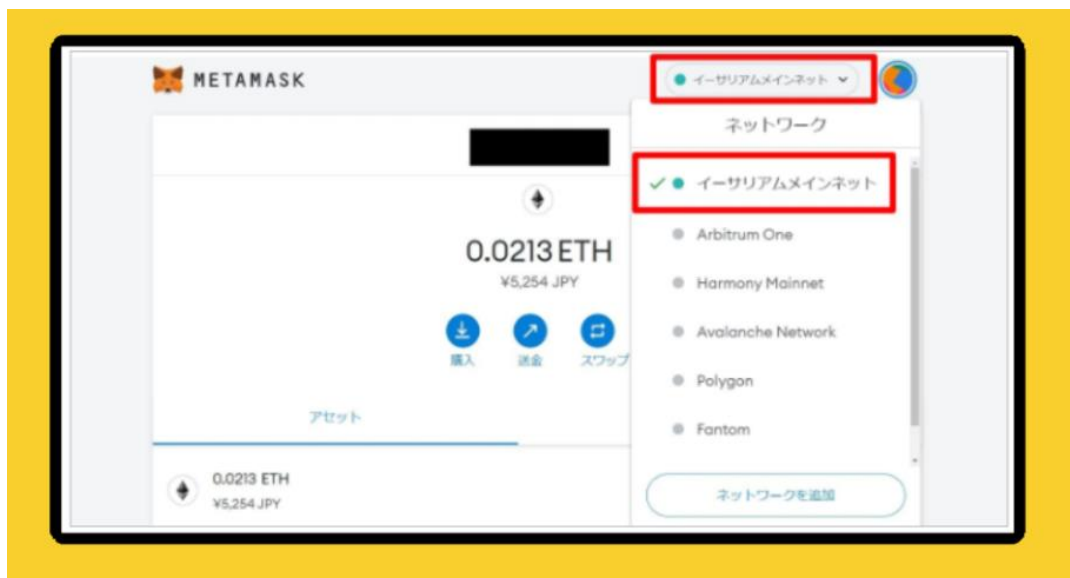 METAMASK
イーサリアムメインネット
ネットワーク
イーサリアムメインネット
0.0213 ETH
¥5,254 JPY
Arbitrum One
Harmony Mainnet
Avalanche Network
Polygon
Fantom
購入
送金
スワップ
アセット
0.0213 ETH
¥5,254 JPY
ネットワークを追加